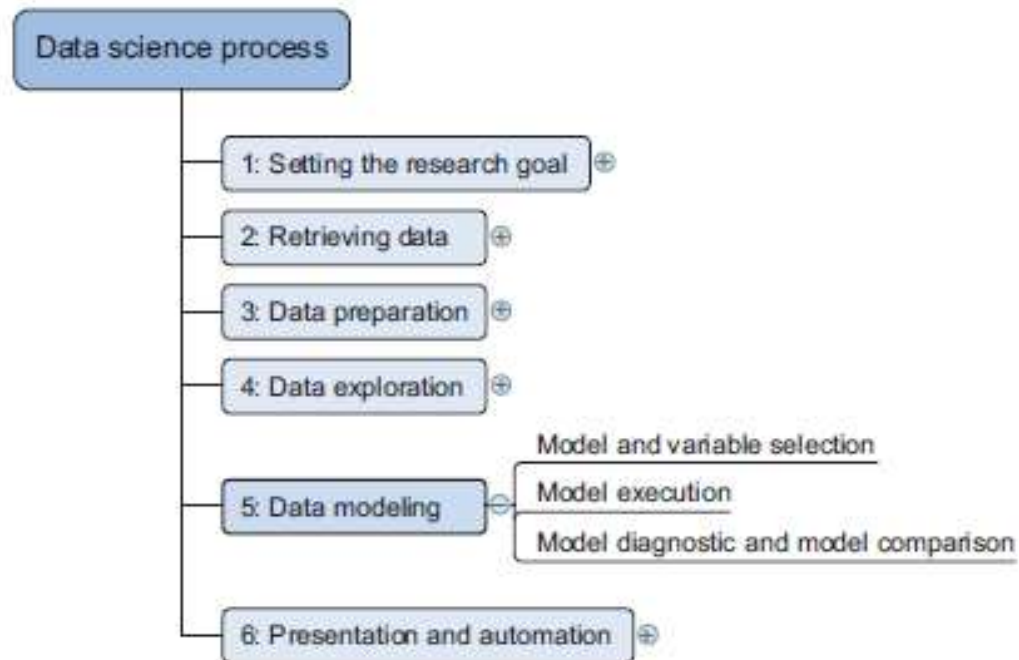 Data science process
1: Setting the research goal
2: Retrieving data
3: Data preparation
4: Data exploration
5: Data modeling
Model and variable selection
Model execution
Model diagnostic and model comparison
6: Presentation and automation